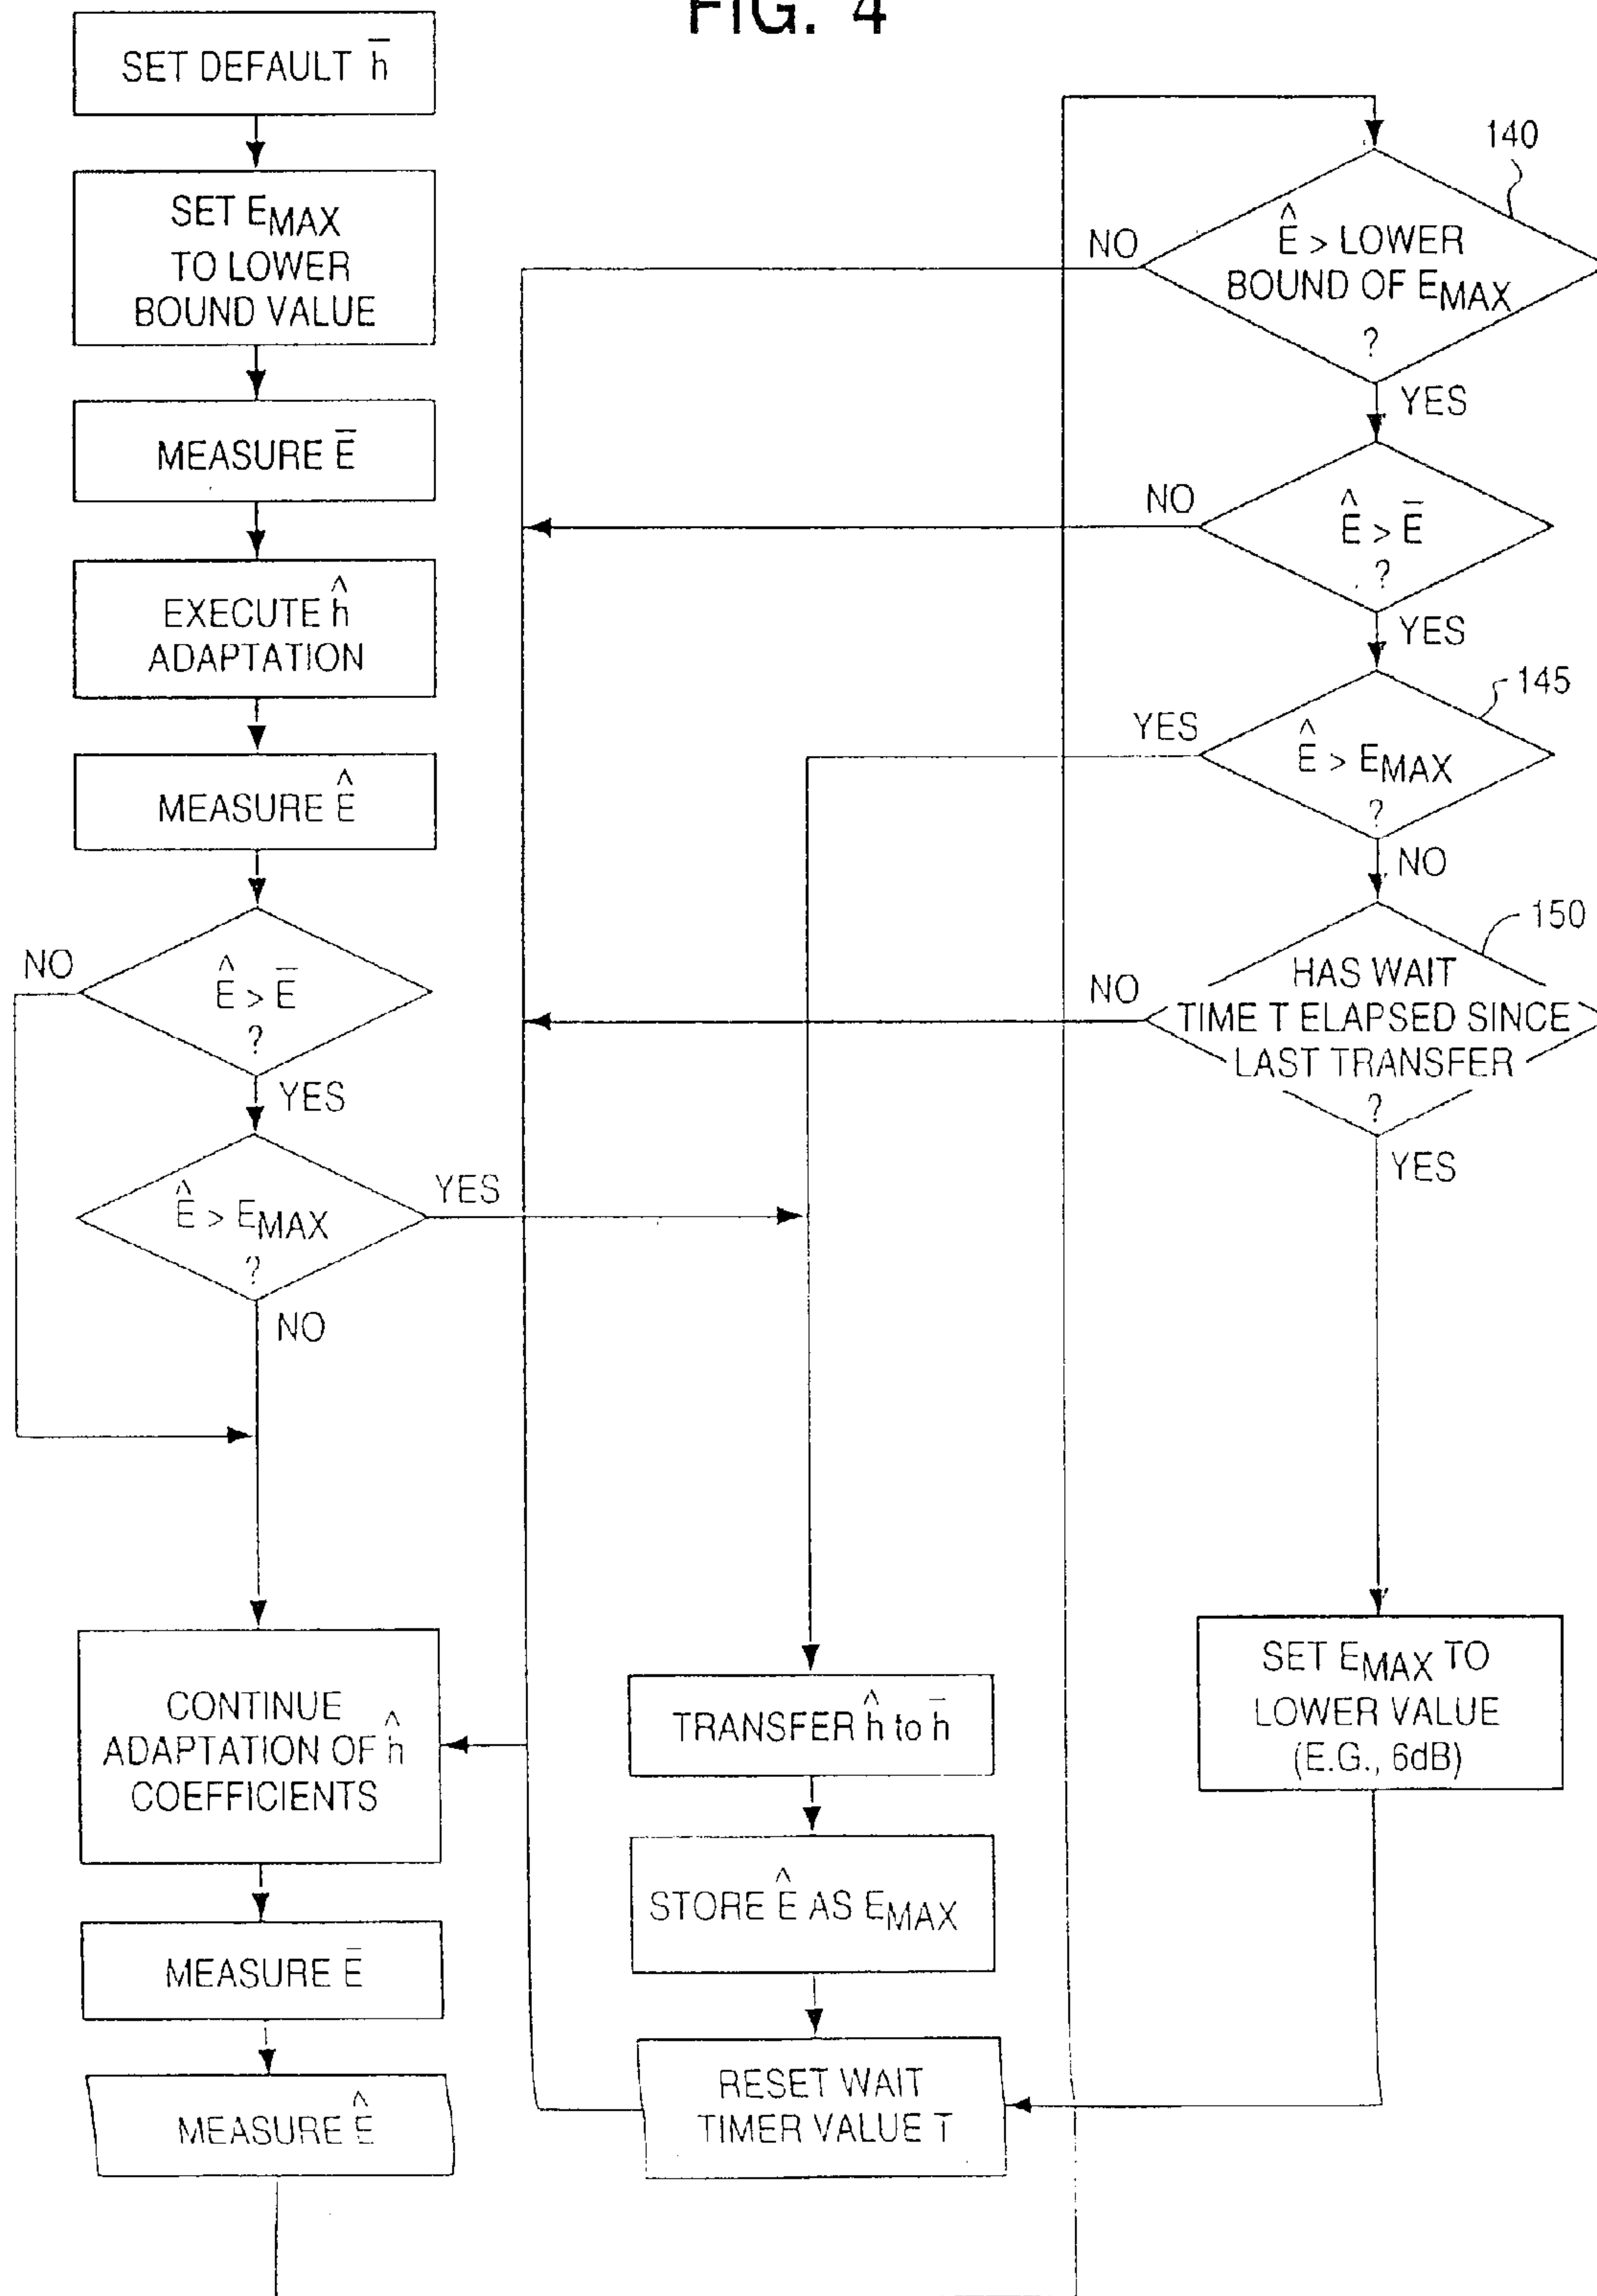 FIG. 4
SET DEFAULT h̅
SET EMAX
TO LOWER
BOUND VALUE
MEASURE E̅
EXECUTE ĥ
ADAPTATION
MEASURE Ê
NO
Ê > E̅
?
YES
Ê > EMAX
?
YES
NO
CONTINUE
ADAPTATION OF ĥ
COEFFICIENTS
MEASURE E̅
MEASURE Ê
TRANSFER ĥ to h̅
STORE Ê AS EMAX
RESET WAIT
TIMER VALUE T
140
NO
Ê > LOWER
BOUND OF EMAX
?
YES
NO
Ê > E̅
?
YES
145
YES
Ê > EMAX
?
NO
150
NO
HAS WAIT
TIME T ELAPSED SINCE
LAST TRANSFER
?
YES
SET EMAX TO
LOWER VALUE
(E.G., 6dB)